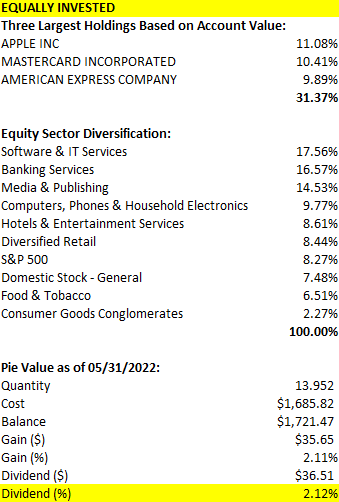 EQUALLY INVESTED
Three Largest Holdings Based on Account Value:
APPLE INC 11.08%
MASTERCARD INCORPORATED 10.41%
AMERICAN EXPRESS COMPANY 9.89%
31.37%
Equity Sector Diversification:
Software & IT Services 17.56%
Banking Services 16.57%
Media & Publishing 14.53%
Computers, Phones & Household Electronics 9.77%
Hotels & Entertainment Services 8.61%
Diversified Retail 8.44%
S&P 500 8.27%
Domestic Stock - General 7.48%
Food & Tobacco 6.51%
Consumer Goods Conglomerates 2.27%
100.00%
Pie Value as of 05/31/2022:
Quantity 13.952
Cost $1,685.82
Balance $1,721.47
Gain ($) $35.65
Gain (%) 2.11%
Dividend ($) $36.51
Dividend (%) 2.12%